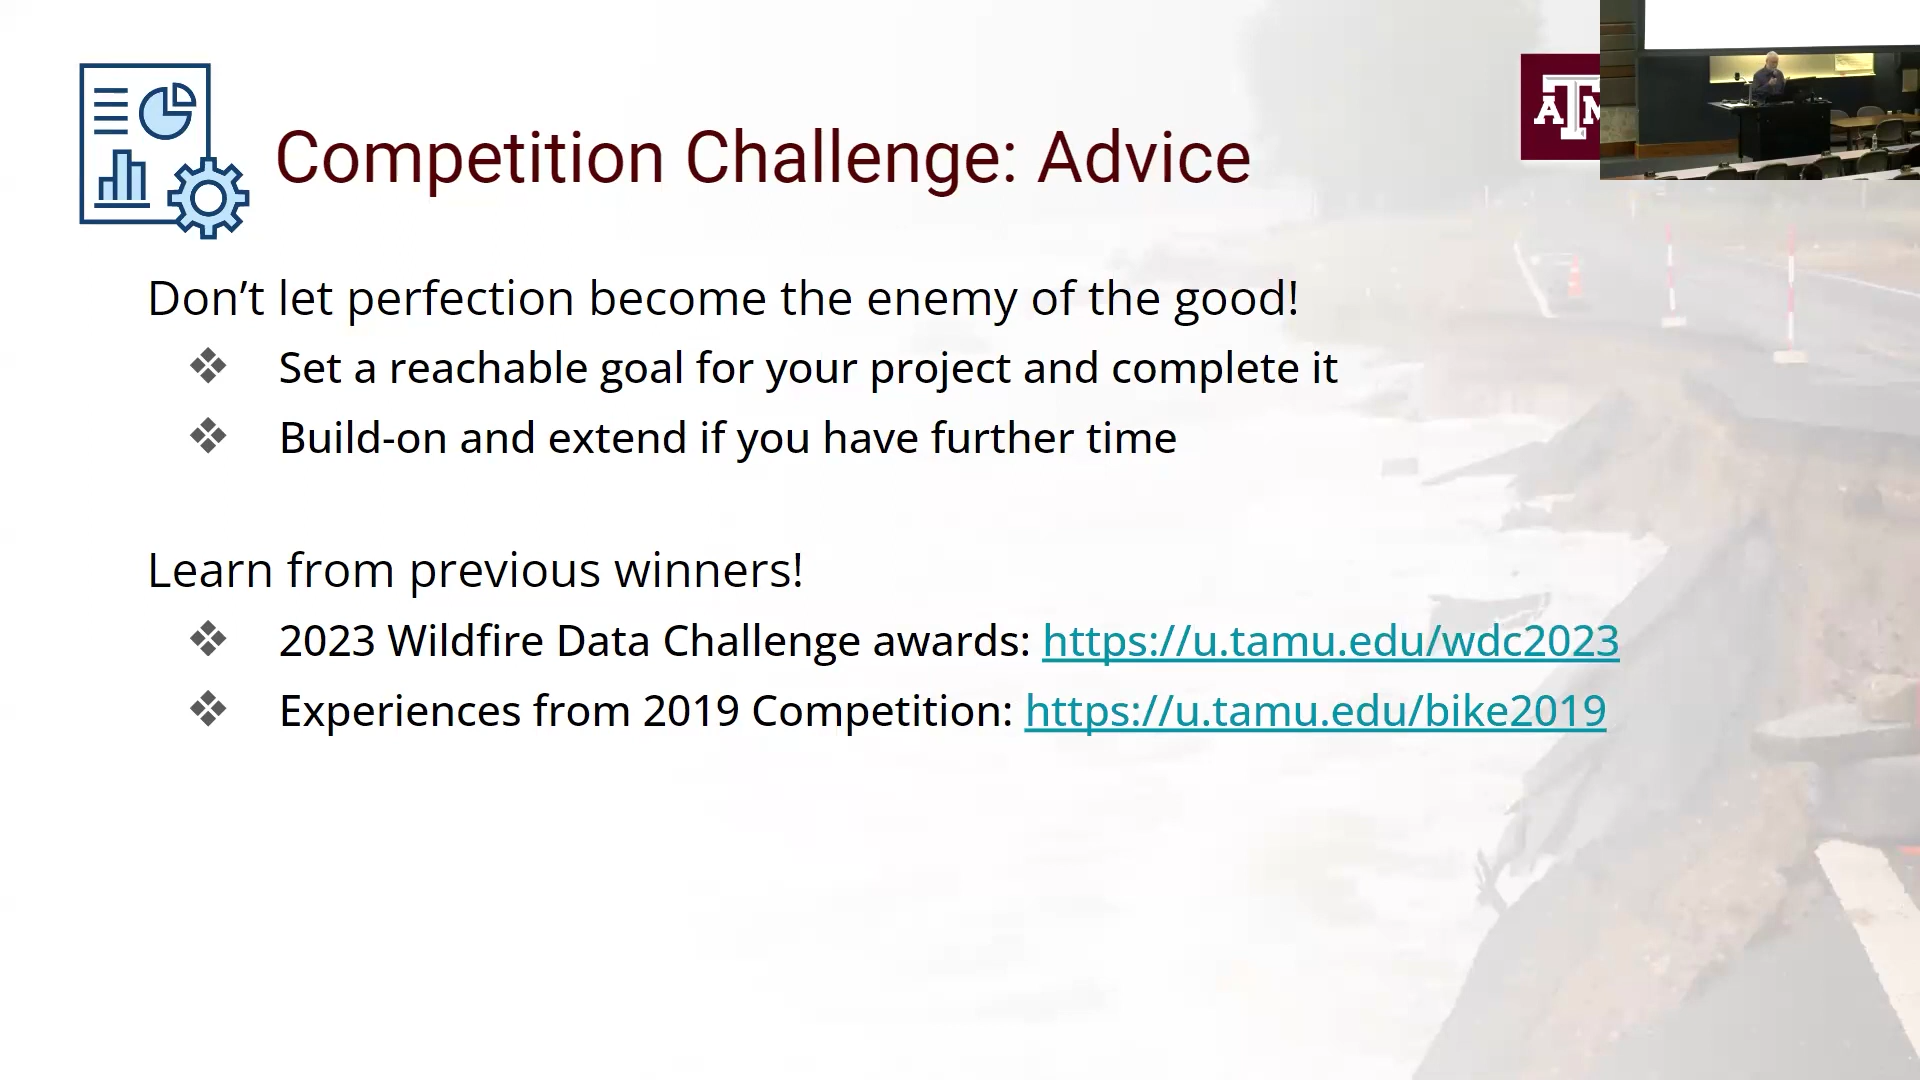 Competition Challenge: Advice
ATM
Don’t let perfection become the enemy of the good!
❖ Set a reachable goal for your project and complete it
❖ Build-on and extend if you have further time
Learn from previous winners!
❖ 2023 Wildfire Data Challenge awards: https://u.tamu.edu/wdc2023
❖ Experiences from 2019 Competition: https://u.tamu.edu/bike2019